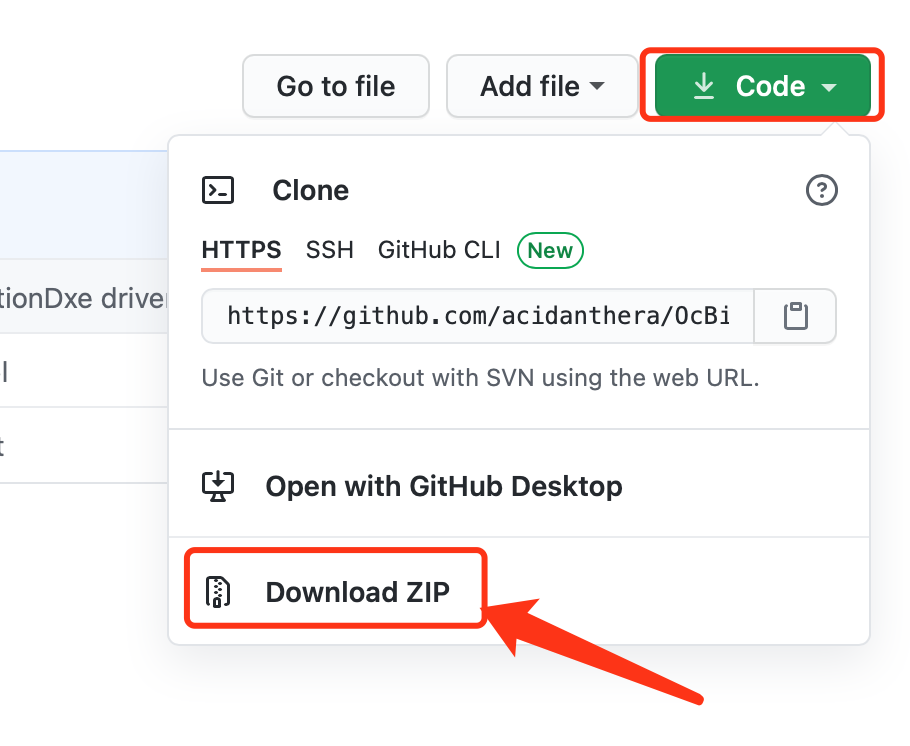 Go to file
Add file
Code
Clone
HTTPS SSH GitHub CLI New
https://github.com/acidanthera/OcBi
tionDxe
Use Git or checkout with SVN using the web URL.
Open with GitHub Desktop
Download ZIP